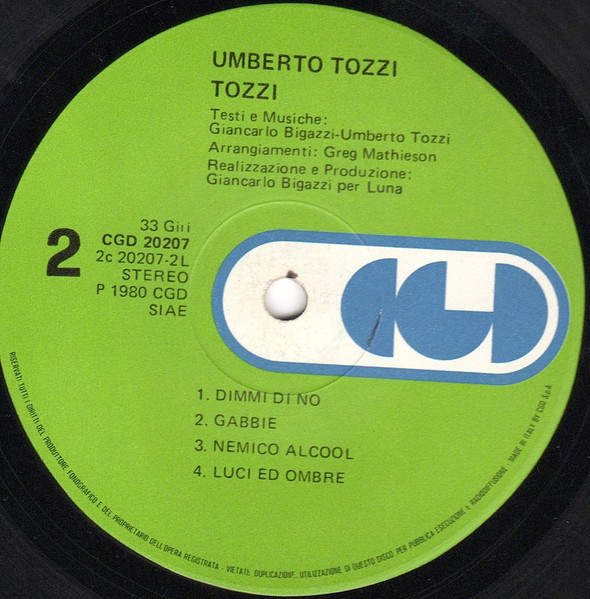 UMBERTO TOZZI
TOZZI
Testi e Musiche:
Giancarlo Bigazzi-Umberto Tozzi
Arrangiamenti: Greg Mathieson
Realizzazione e Produzione:
Giancarlo Bigazzi per Luna
2
33 Giri
CGD 20207
2c 20207-2L
STEREO
P 1980 CGD
SIAE
CGD
1. DIMMI DI NO
2. GABBIE
3. NEMICO ALCOOL
4. LUCI ED OMBRE
RISERVATI TUTTI I DIRITTI DEL PRODUTTORE FONOGRAFICO E DEL PROPRIETARIO DELL'OPERA REGISTRATA - VIETATE: DUPLICAZIONE, UTILIZZAZIONE DI QUESTO DISCO PER PUBBLICA ESECUZIONE E RADIODIFFUSIONE - MADE IN ITALY BY CGD S.p.A.